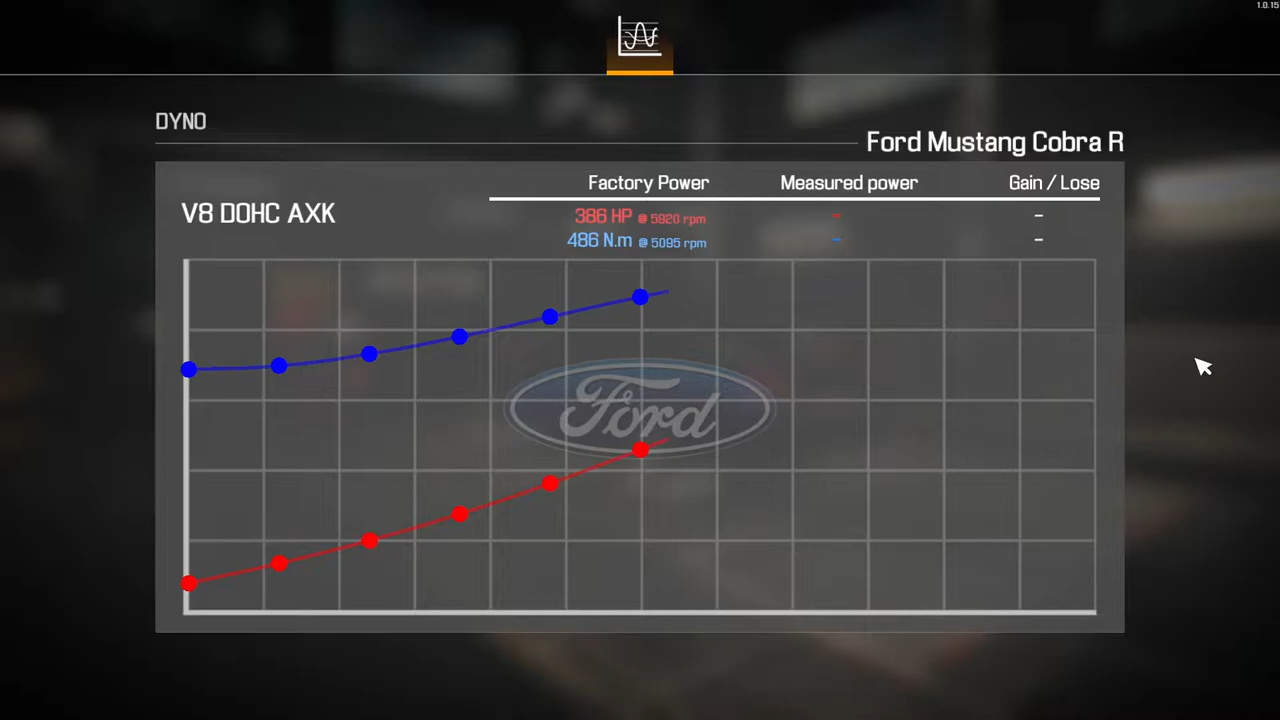 1.0.15
DYNO
Ford Mustang Cobra R
Factory Power Measured power Gain / Lose
V8 DOHC AXK
386 HP @ 5920 rpm - -
486 N.m @ 5095 rpm - -
Ford